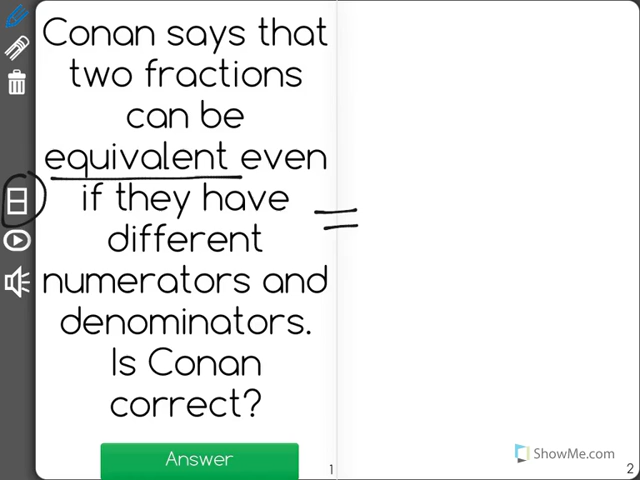 Conan says that
two fractions
can be
equivalent even
if they have
different
numerators and
denominators.
Is Conan
correct?
=
Answer
1
ShowMe.com
2